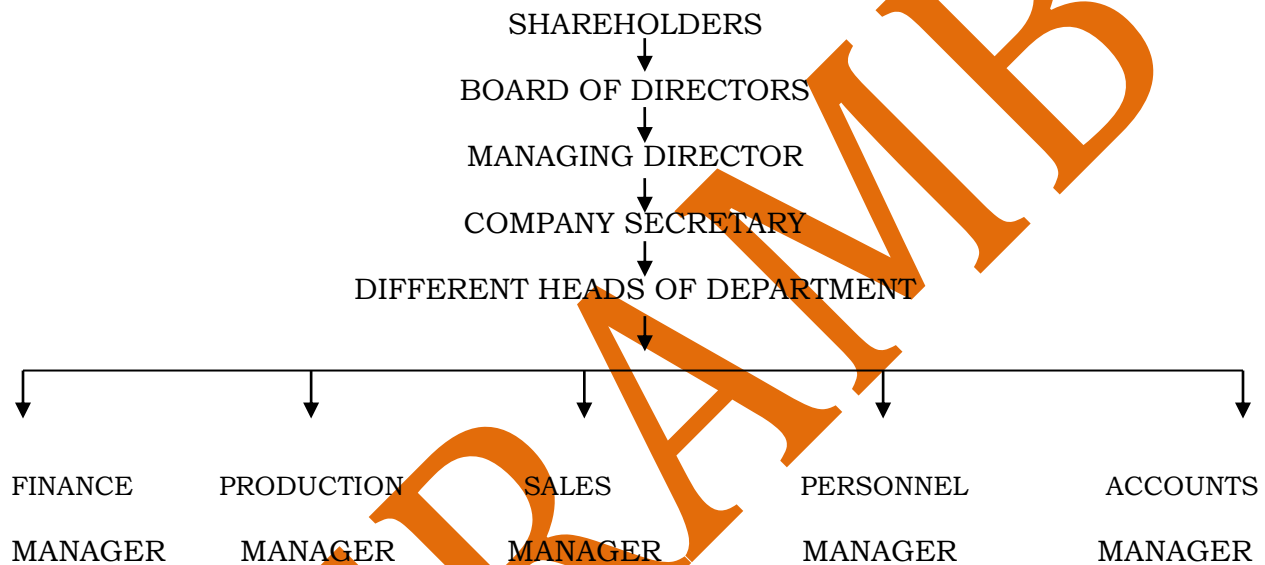 SHAREHOLDERS
BOARD OF DIRECTORS
MANAGING DIRECTOR
COMPANY SECRETARY
DIFFERENT HEADS OF DEPARTMENT
FINANCE PRODUCTION SALES PERSONNEL ACCOUNTS
MANAGER MANAGER MANAGER MANAGER MANAGER